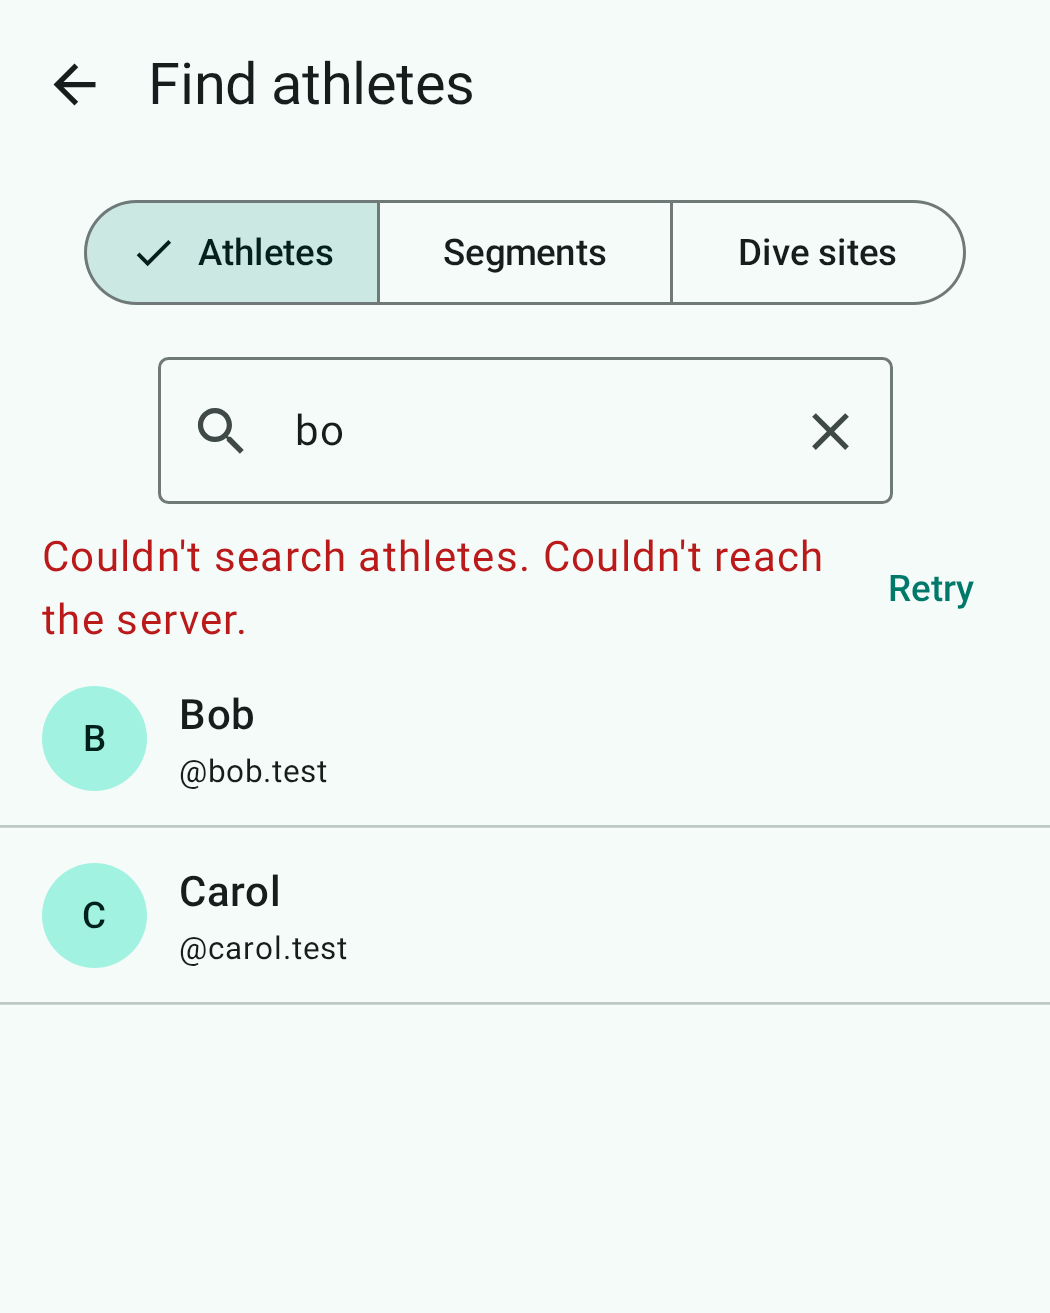 Find athletes
Athletes
Segments
Dive sites
bo
Couldn't search athletes. Couldn't reach
the server.
Retry
B
Bob
@bob.test
C
Carol
@carol.test